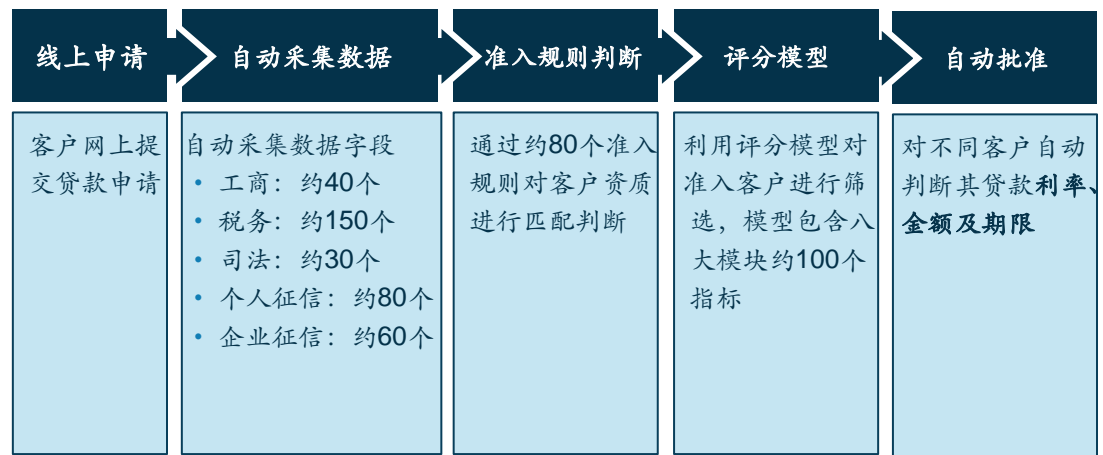 线上申请
自动采集数据
准入规则判断
评分模型
自动批准
客户网上提
交贷款申请
自动采集数据字段
• 工商：约40个
• 税务：约150个
• 司法：约30个
• 个人征信：约80个
• 企业征信：约60个
通过约80个准入
规则对客户资质
进行匹配判断
利用评分模型对
准入客户进行筛
选，模型包含八
大模块约100个
指标
对不同客户自动
判断其贷款利率、
金额及期限